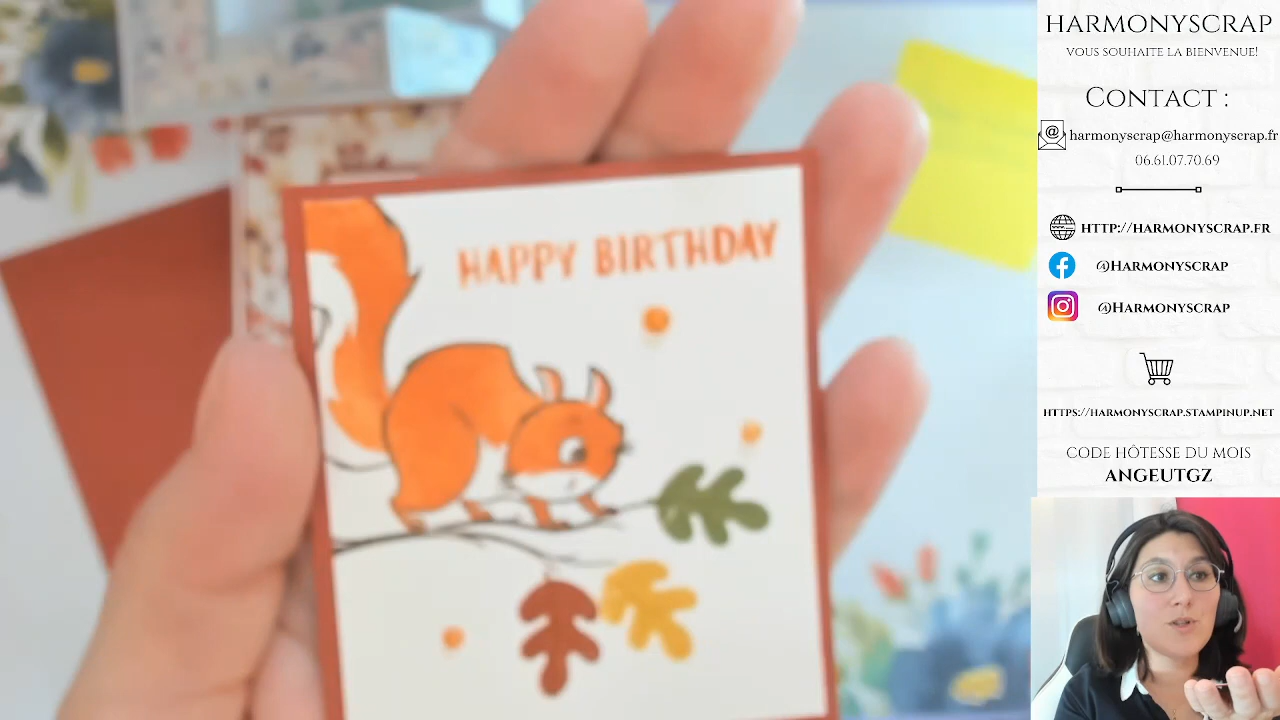 HAPPY BIRTHDAY
HARMONYSCRAP
VOUS SOUHAITE LA BIENVENUE!
CONTACT :
@
harmonyscrap@harmonyscrap.fr
06.61.07.70.69
HTTP://HARMONYSCRAP.FR
@HARMONYSCRAP
@HARMONYSCRAP
HTTPS://HARMONYSCRAP.STAMPINUP.NET
CODE HÔTESSE DU MOIS
ANGEUTGZ